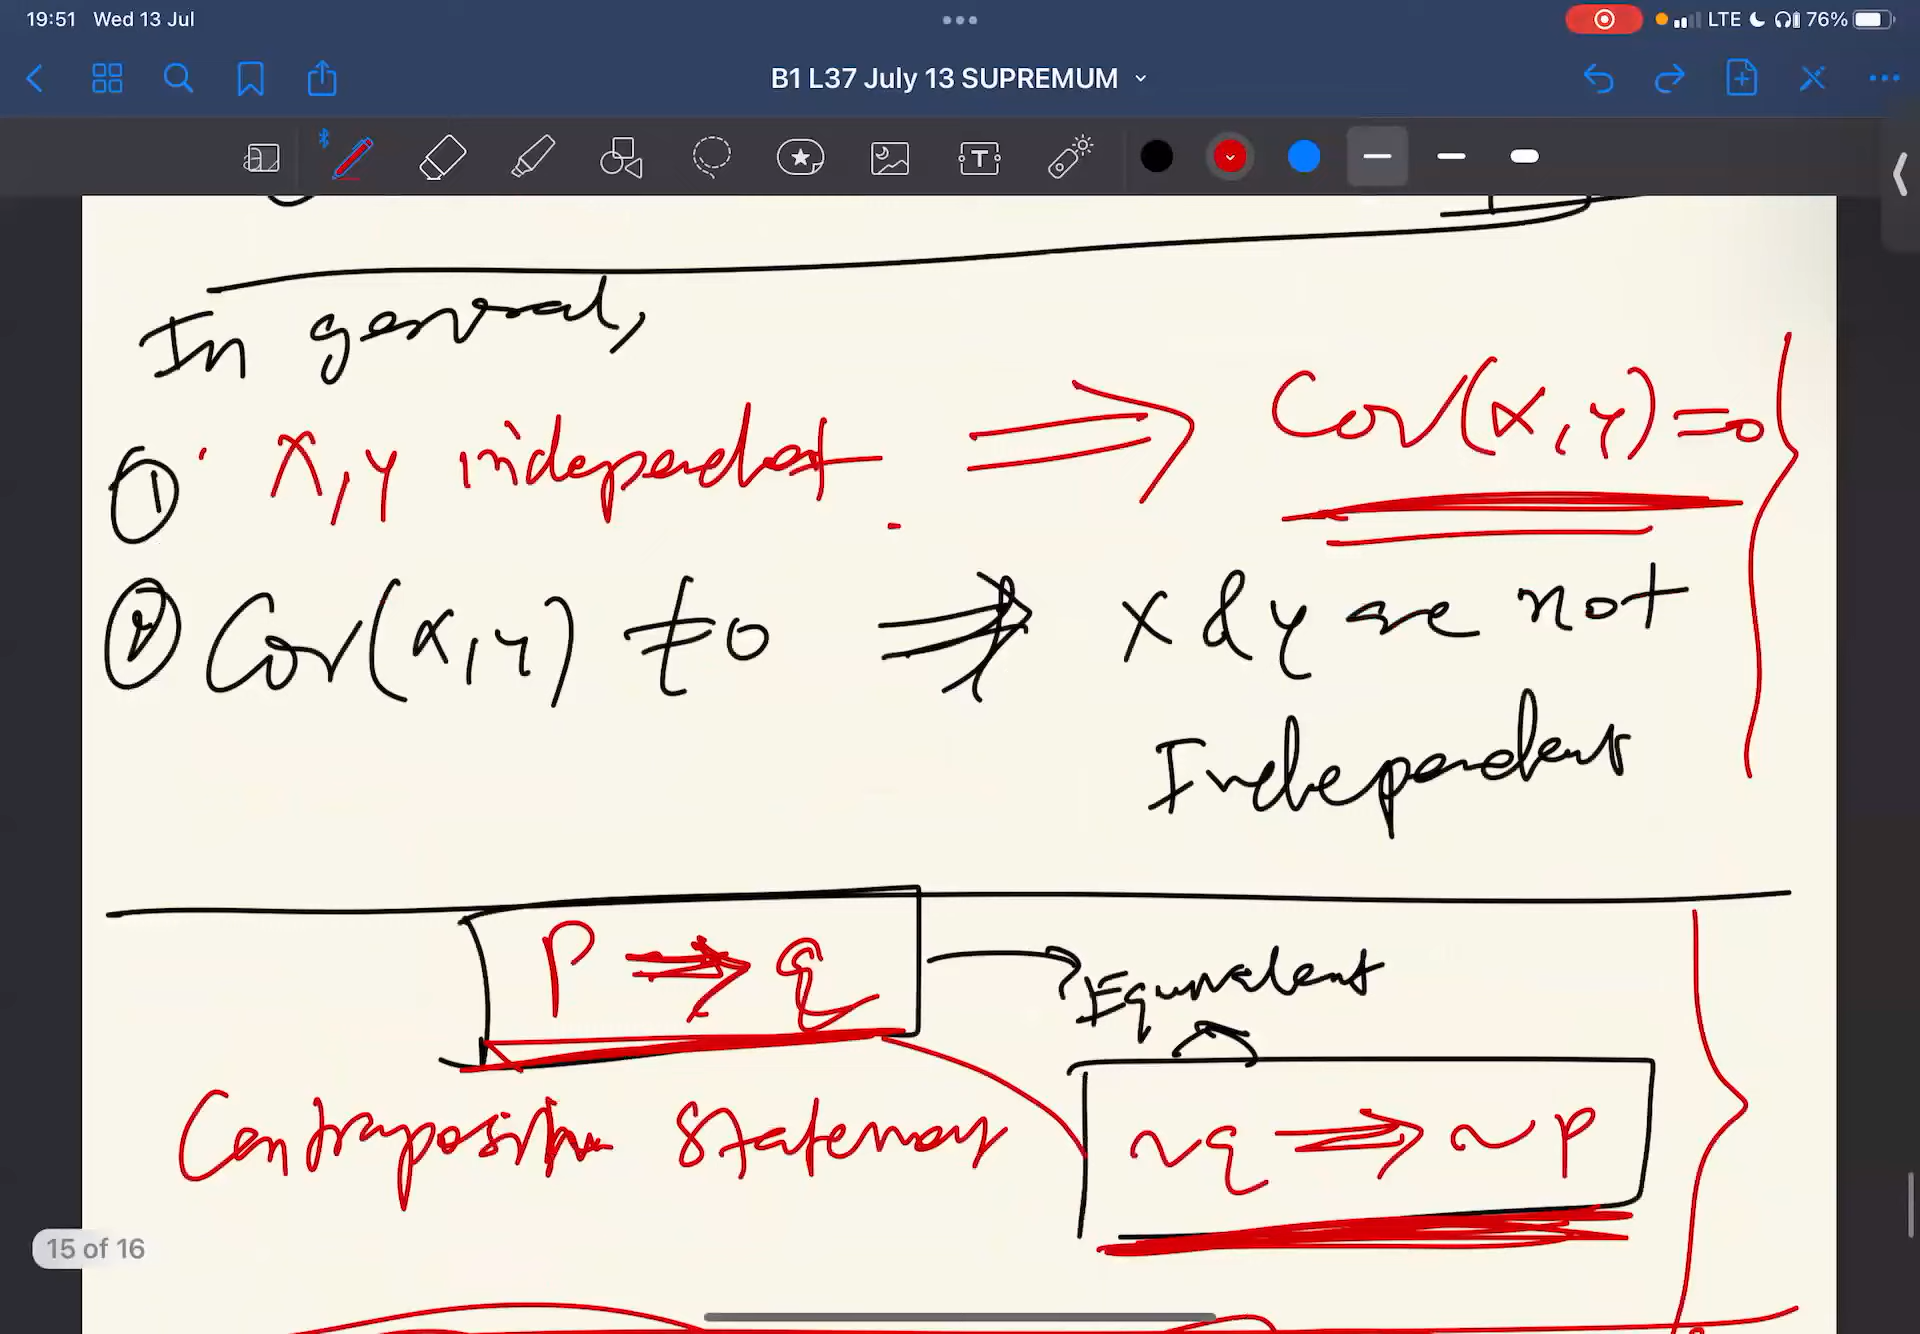 19:51 Wed 13 Jul
LTE 76%
B1 L37 July 13 SUPREMUM
In general,
① X, Y independent ⟹ Cov(X, Y) = 0
② Cov(X, Y) ≠ 0 ⟹ X & Y are not
Independent
P ⟹ q Equivalent
Contraposition Statement ~q ⟹ ~p
15 of 16